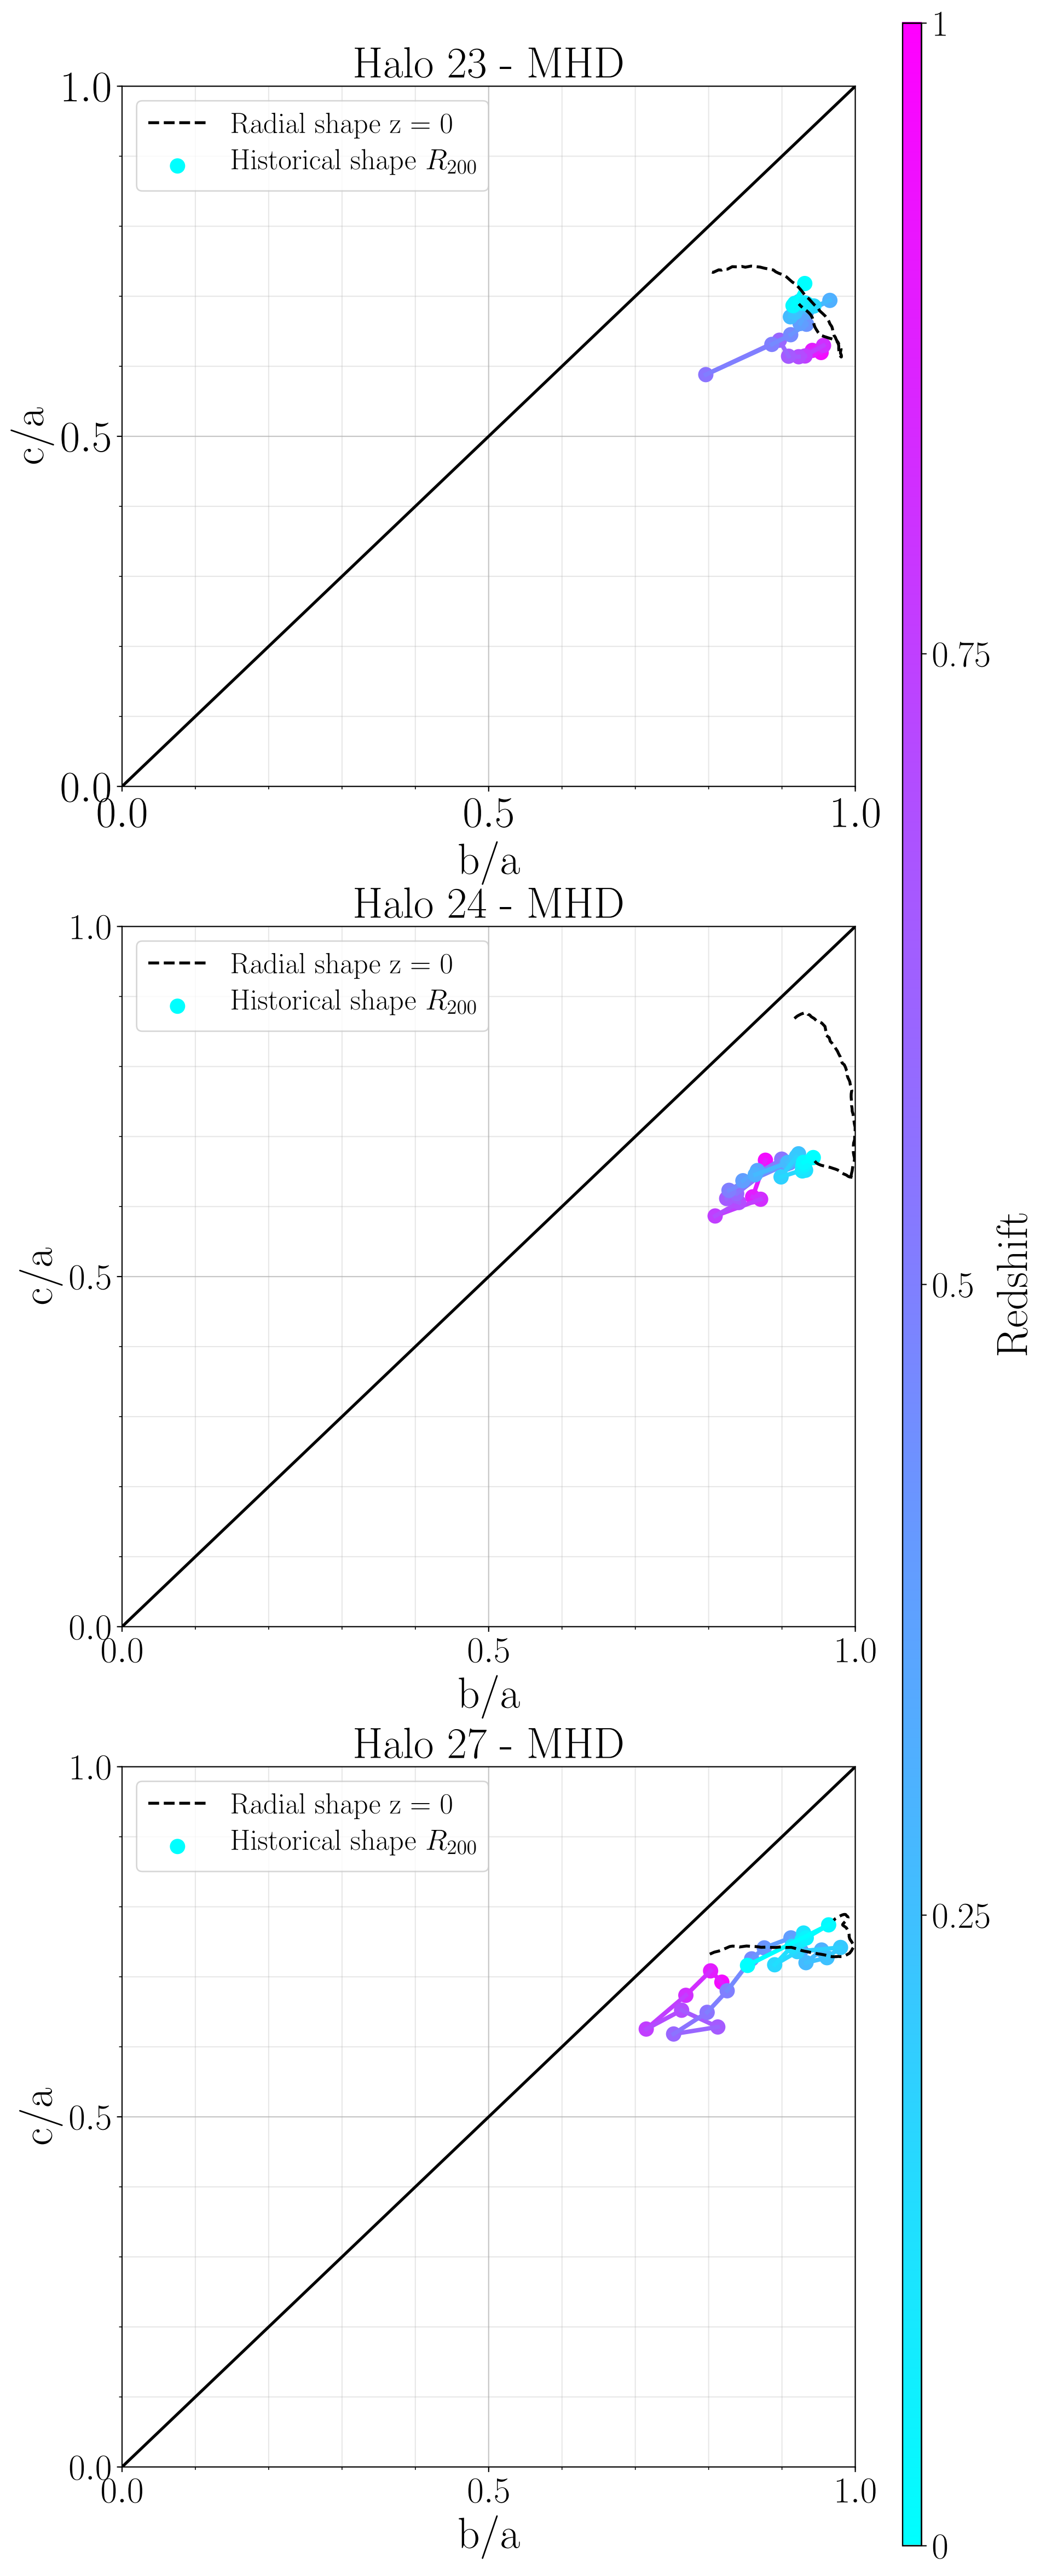 Halo 23 - MHD
1.0
Radial shape z = 0
Historical shape R₂₀₀
c/a
0.5
0.0
0.0
0.5
1.0
b/a
Halo 24 - MHD
1.0
Radial shape z = 0
Historical shape R₂₀₀
c/a
0.5
0.0
0.0
0.5
1.0
b/a
Halo 27 - MHD
1.0
Radial shape z = 0
Historical shape R₂₀₀
c/a
0.5
0.0
0.0
0.5
1.0
b/a
1
0.75
0.5
0.25
0
Redshift